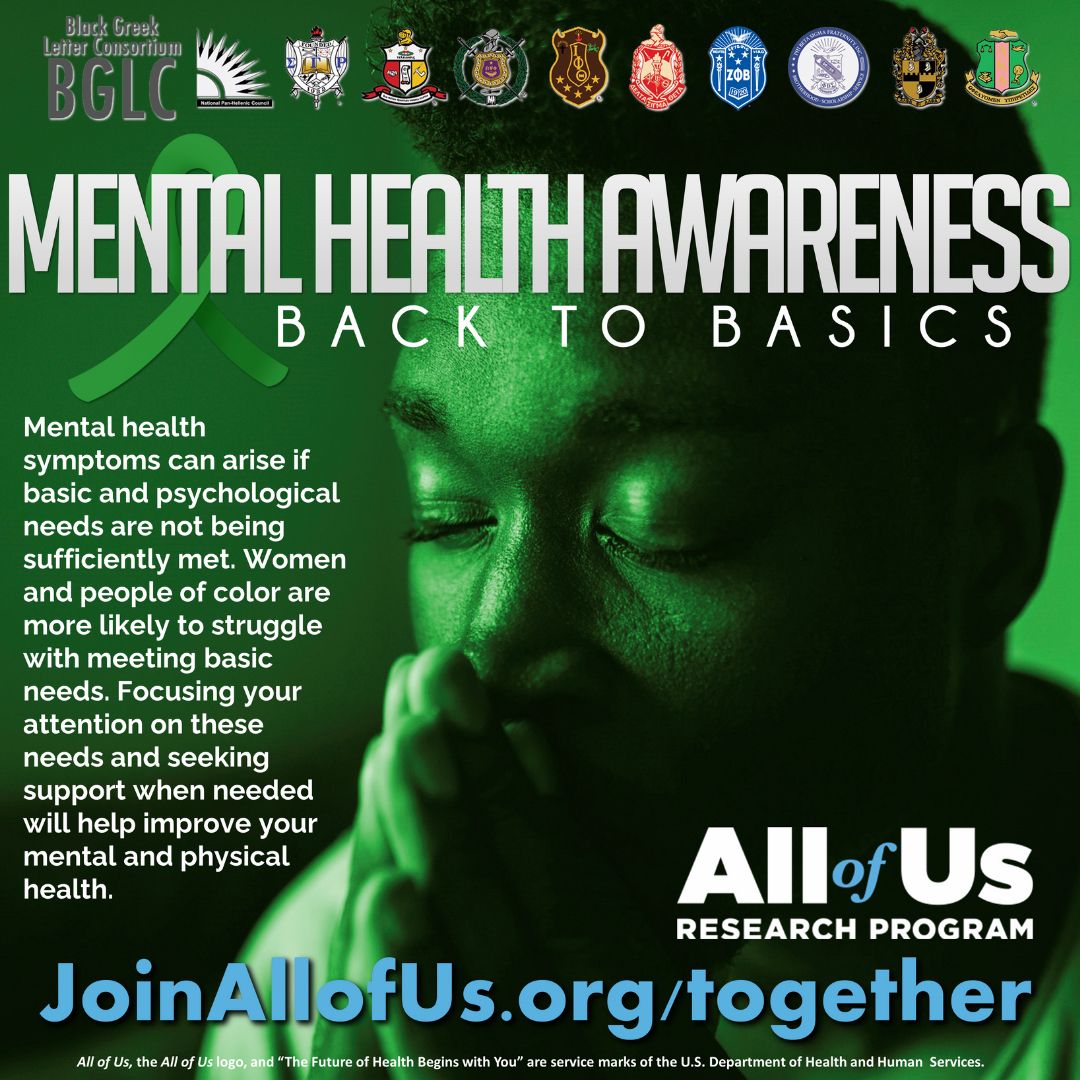 Black Greek
Letter Consortium
BGLC
National Pan-Hellenic Council
ΣΓΡ
ΖΦΒ
1920
MENTAL HEALTH AWARENESS
BACK TO BASICS
Mental health
symptoms can arise if
basic and psychological
needs are not being
sufficiently met. Women
and people of color are
more likely to struggle
with meeting basic
needs. Focusing your
attention on these
needs and seeking
support when needed
will help improve your
mental and physical
health.
All of Us
RESEARCH PROGRAM
JoinAllofUs.org/together
All of Us, the All of Us logo, and “The Future of Health Begins with You” are service marks of the U.S. Department of Health and Human Services.